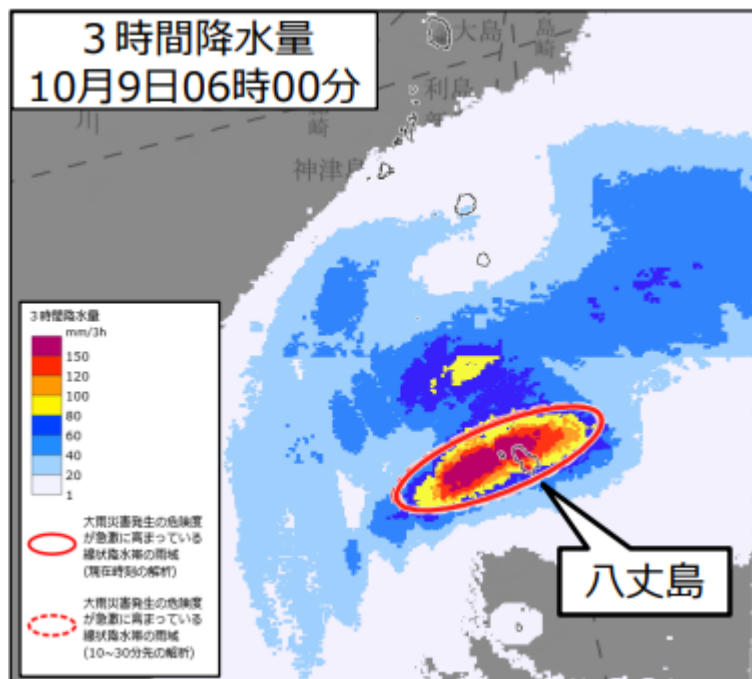 ３時間降水量
10月9日06時00分
大島
利島
川
神津島
３時間降水量
mm/3h
150
120
100
80
60
40
20
1
大雨災害発生の危険度
が急激に高まっている
線状降水帯の雨域
(現在時刻の解析)
大雨災害発生の危険度
が急激に高まっている
線状降水帯の雨域
(10~30分先の解析)
八丈島